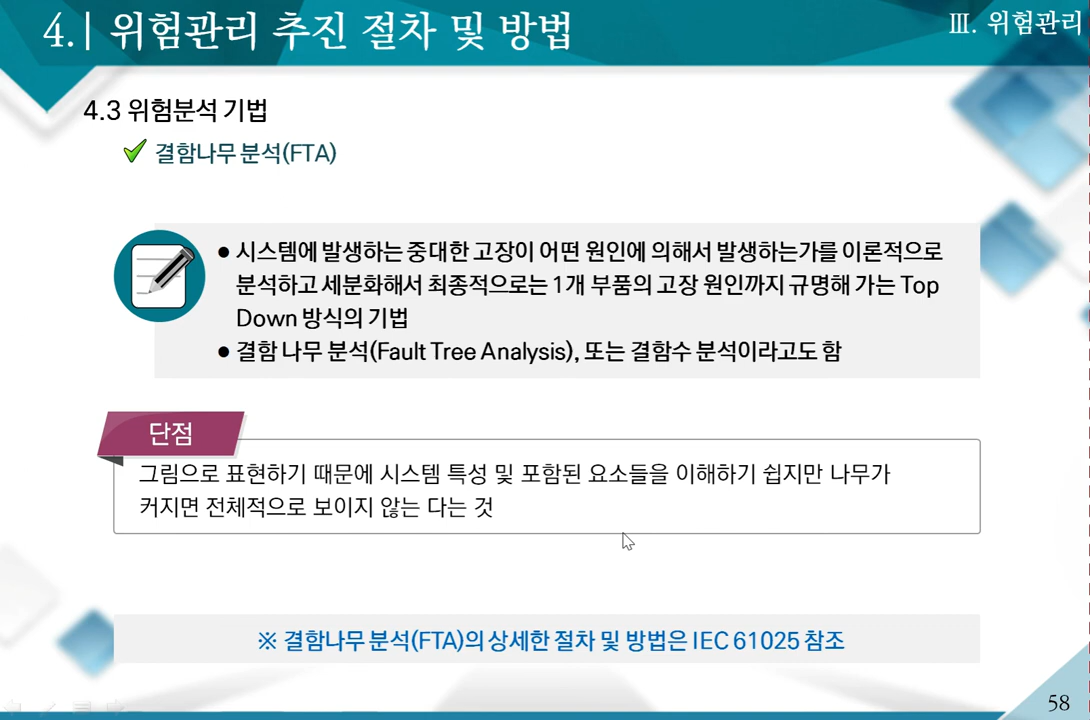 4.| 위험관리 추진 절차 및 방법
Ⅲ. 위험관리
4.3 위험분석 기법
결함나무 분석(FTA)
● 시스템에 발생하는 중대한 고장이 어떤 원인에 의해서 발생하는가를 이론적으로
분석하고 세분화해서 최종적으로는 1개 부품의 고장 원인까지 규명해 가는 Top
Down 방식의 기법
● 결함 나무 분석(Fault Tree Analysis), 또는 결함수 분석이라고도 함
단점
그림으로 표현하기 때문에 시스템 특성 및 포함된 요소들을 이해하기 쉽지만 나무가
커지면 전체적으로 보이지 않는 다는 것
※ 결함나무 분석(FTA)의 상세한 절차 및 방법은 IEC 61025 참조
58